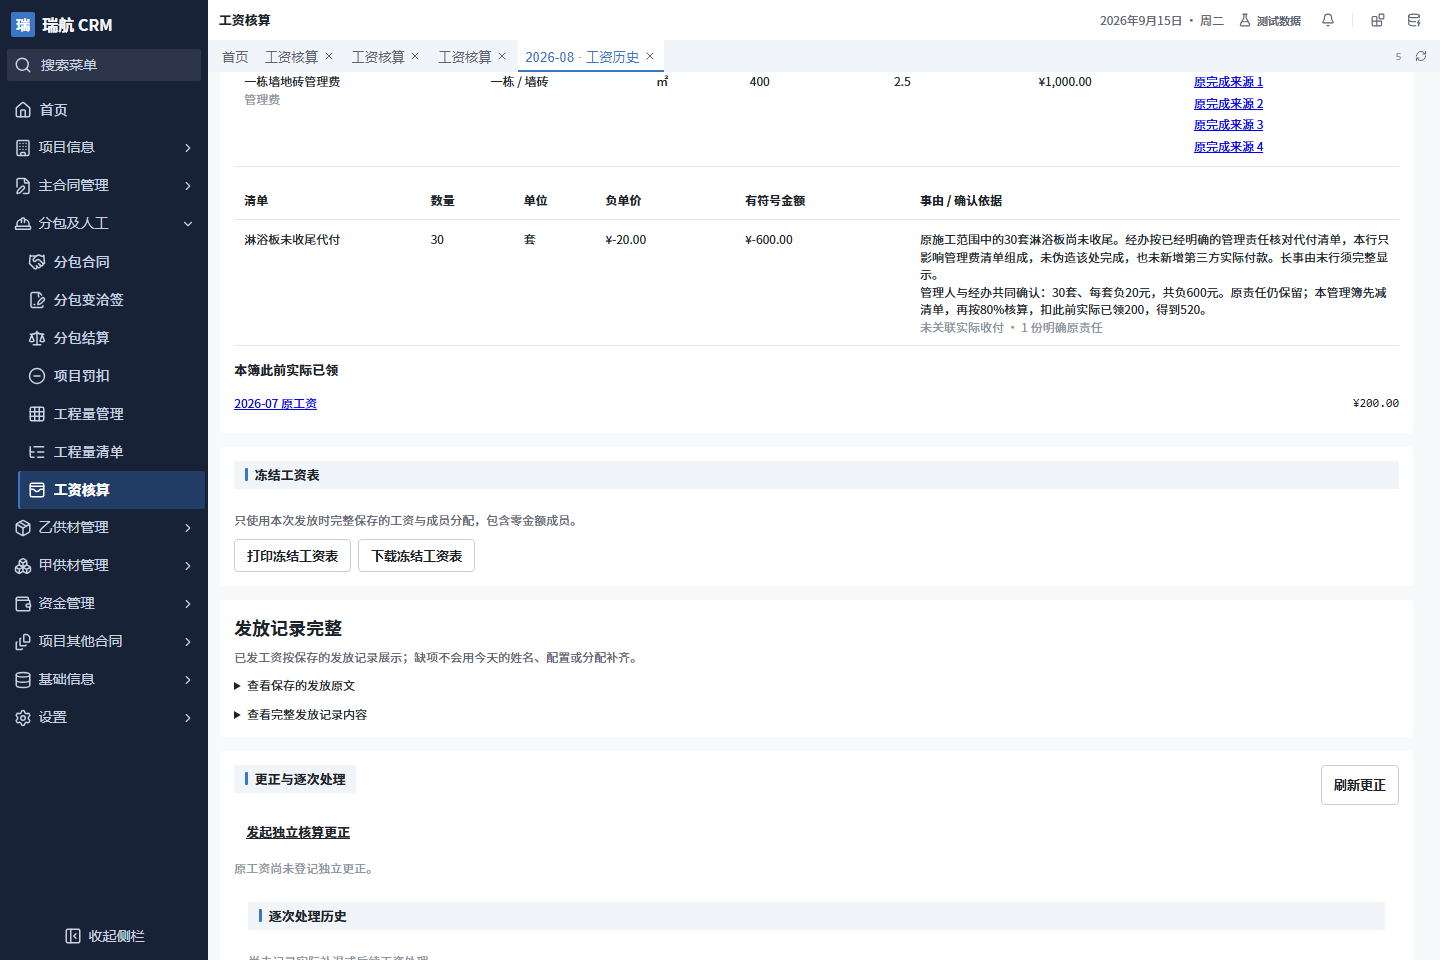 瑞 瑞航 CRM
搜索菜单
首页
项目信息
主合同管理
分包及人工
分包合同
分包变洽签
分包结算
项目罚扣
工程量管理
工程量清单
工资核算
乙供材管理
甲供材管理
资金管理
项目其他合同
基础信息
设置
收起侧栏
工资核算
2026年9月15日 • 周二 测试数据
首页 工资核算 工资核算 工资核算 2026-08 · 工资历史 5
一栋墙地砖管理费 一栋 / 墙砖 ㎡ 400 2.5 ¥1,000.00 原完成来源 1
管理费
原完成来源 2
原完成来源 3
原完成来源 4
清单 数量 单位 负单价 有符号金额 事由 / 确认依据
淋浴板未收尾代付 30 套 ¥-20.00 ¥-600.00 原施工范围中的30套淋浴板尚未收尾。经办按已经明确的管理责任核对代付清单，本行只
影响管理费清单组成，未伪造该处完成，也未新增第三方实际付款。长事由末行须完整显
示。
管理人与经办共同确认：30套、每套负20元，共负600元。原责任仍保留；本管理簿先减
清单，再按80%核算，扣此前实际已领200，得到520。
未关联实际收付 • 1 份明确原责任
本簿此前实际已领
2026-07 原工资 ¥200.00
冻结工资表
只使用本次发放时完整保存的工资与成员分配，包含零金额成员。
打印冻结工资表 下载冻结工资表
发放记录完整
已发工资按保存的发放记录展示；缺项不会用今天的姓名、配置或分配补齐。
查看保存的发放原文
查看完整发放记录内容
更正与逐次处理 刷新更正
发起独立核算更正
原工资尚未登记独立更正。
逐次处理历史